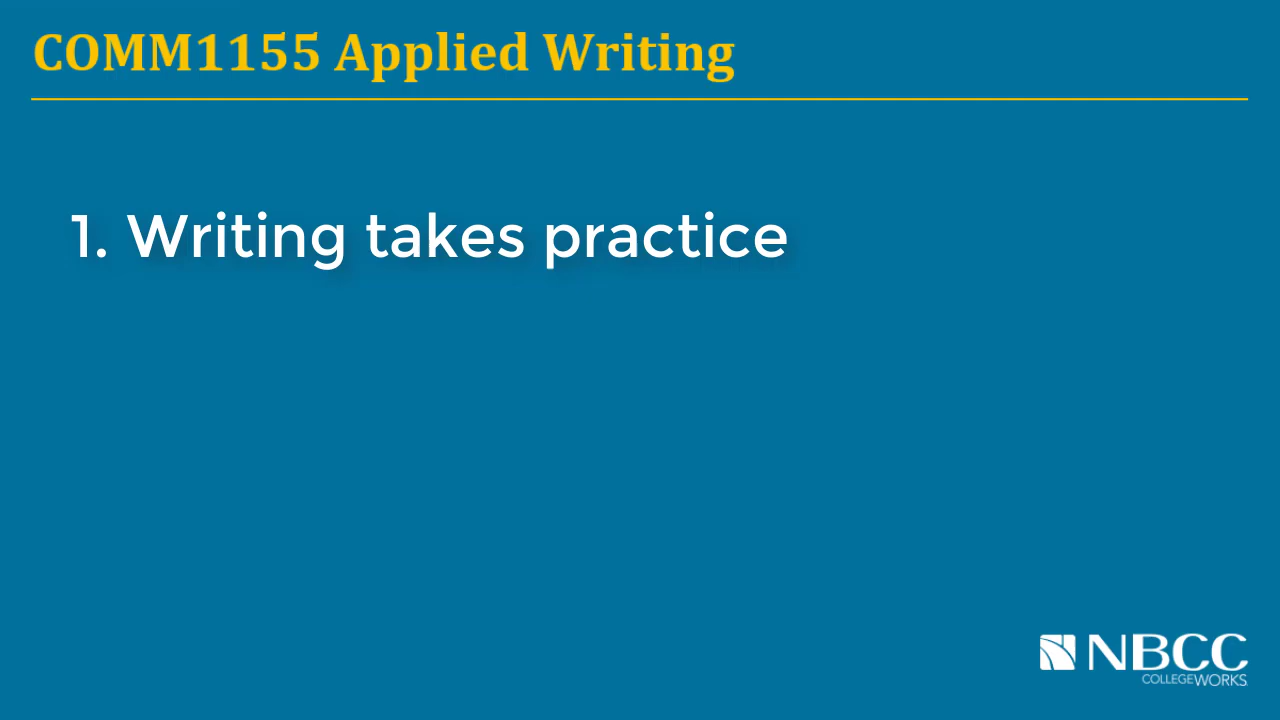 COMM1155 Applied Writing
1. Writing takes practice
NBCC
COLLEGEWORKS